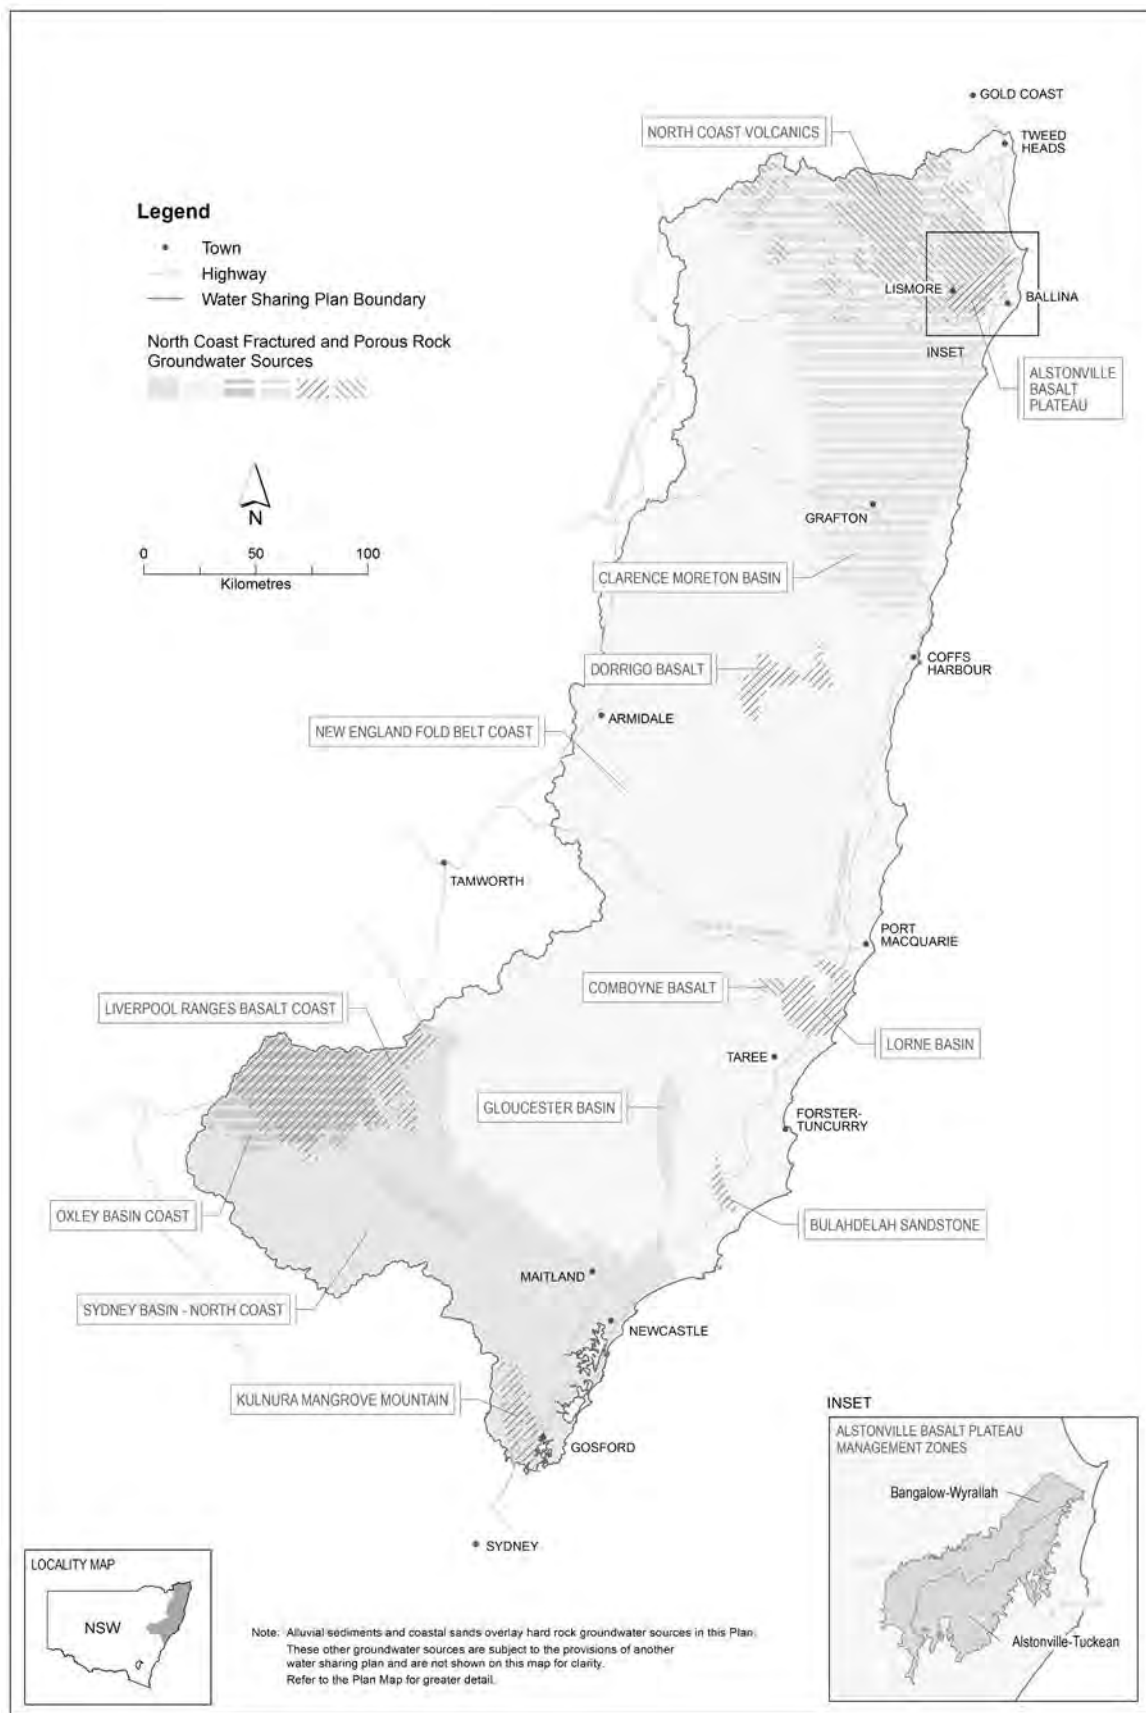 GOLD COAST
NORTH COAST VOLCANICS
TWEED
HEADS
Legend
Town
Highway
Water Sharing Plan Boundary
North Coast Fractured and Porous Rock
Groundwater Sources
LISMORE
BALLINA
INSET
ALSTONVILLE
BASALT
PLATEAU
N
0 50 100
Kilometres
GRAFTON
CLARENCE MORETON BASIN
DORRIGO BASALT
COFFS
HARBOUR
ARMIDALE
NEW ENGLAND FOLD BELT COAST
TAMWORTH
PORT
MACQUARIE
COMBOYNE BASALT
LIVERPOOL RANGES BASALT COAST
LORNE BASIN
TAREE
GLOUCESTER BASIN
FORSTER-
TUNCURRY
OXLEY BASIN COAST
BULAHDELAH SANDSTONE
MAITLAND
SYDNEY BASIN - NORTH COAST
NEWCASTLE
KULNURA MANGROVE MOUNTAIN
GOSFORD
SYDNEY
INSET
ALSTONVILLE BASALT PLATEAU
MANAGEMENT ZONES
Bangalow-Wyrallah
Alstonville-Tuckean
LOCALITY MAP
NSW
Note: Alluvial sediments and coastal sands overlay hard rock groundwater sources in this Plan.
These other groundwater sources are subject to the provisions of another
water sharing plan and are not shown on this map for clarity.
Refer to the Plan Map for greater detail.